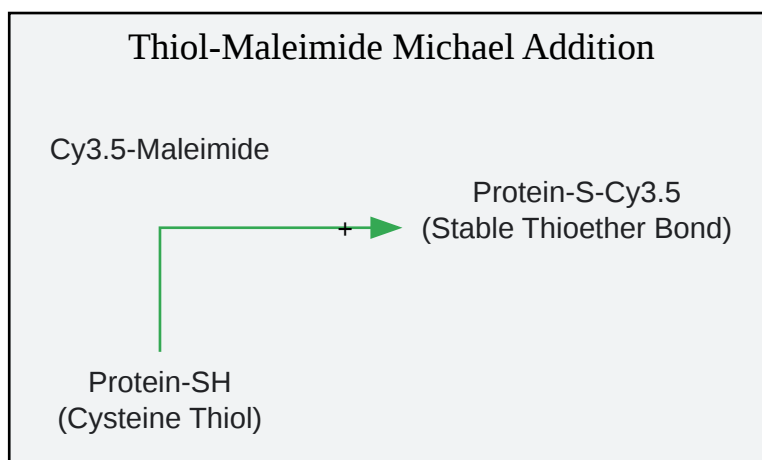 Thiol-Maleimide Michael Addition
Cy3.5-Maleimide
Protein-S-Cy3.5
(Stable Thioether Bond)
+
Protein-SH
(Cysteine Thiol)